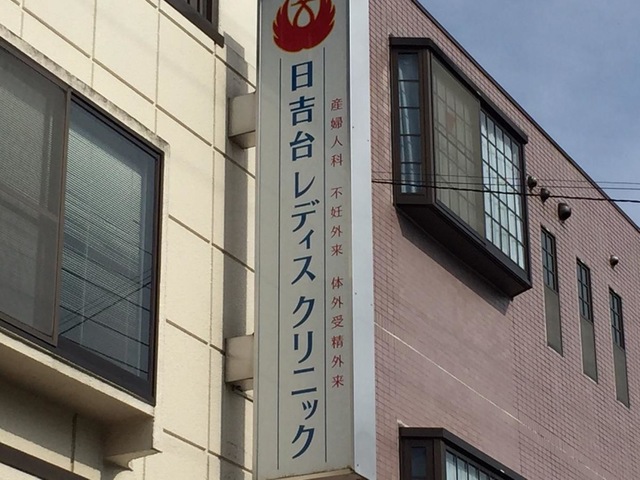 日吉台レディスクリニック
産婦人科 不妊外来 体外受精外来